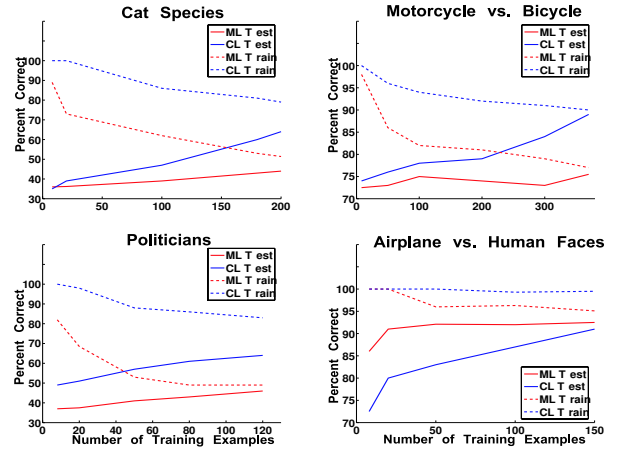 Cat Species
Percent Correct
110
100
90
80
70
60
50
40
30
0
50
100
150
200
ML T est
CL T est
ML T rain
CL T rain
Motorcycle vs. Bicycle
Percent Correct
100
95
90
85
80
75
70
0
100
200
300
ML T est
CL T est
ML T rain
CL T rain
Politicians
Percent Correct
110
100
90
80
70
60
50
40
30
0
20
40
60
80
100
120
Number of Training Examples
ML T est
CL T est
ML T rain
CL T rain
Airplane vs. Human Faces
Percent Correct
100
95
90
85
80
75
70
0
50
100
150
Number of Training Examples
ML T est
CL T est
ML T rain
CL T rain